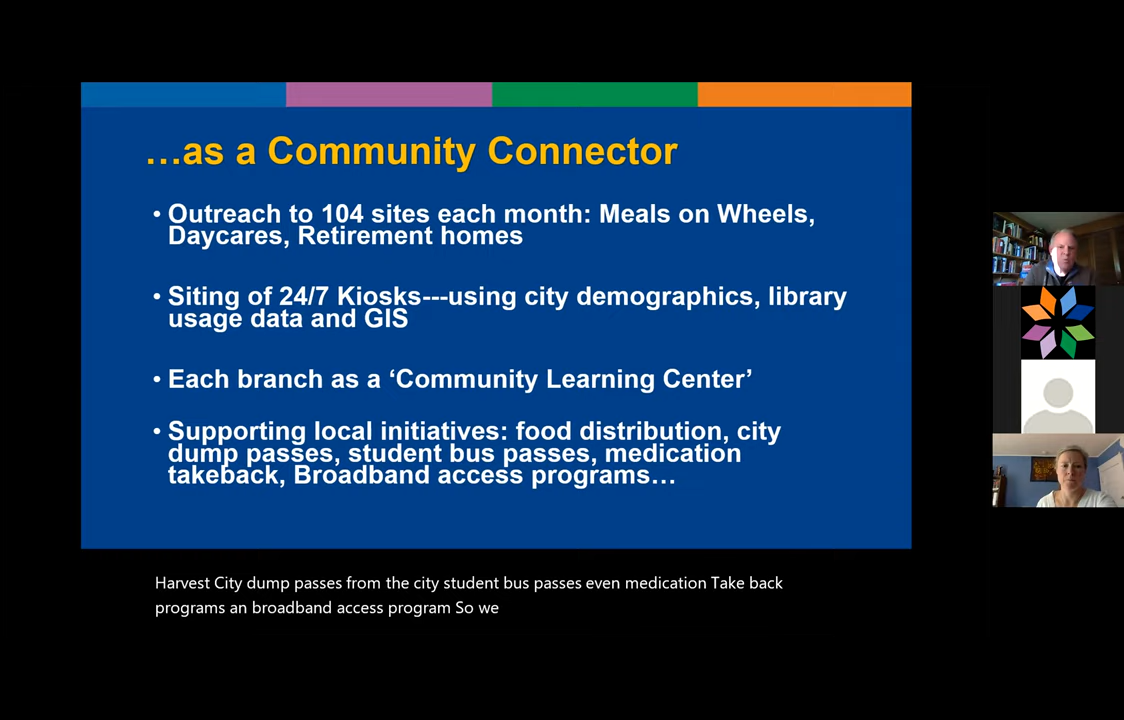 …as a Community Connector
• Outreach to 104 sites each month: Meals on Wheels,
Daycares, Retirement homes
• Siting of 24/7 Kiosks---using city demographics, library
usage data and GIS
• Each branch as a ‘Community Learning Center’
• Supporting local initiatives: food distribution, city
dump passes, student bus passes, medication
takeback, Broadband access programs…
Harvest City dump passes from the city student bus passes even medication Take back
programs an broadband access program So we